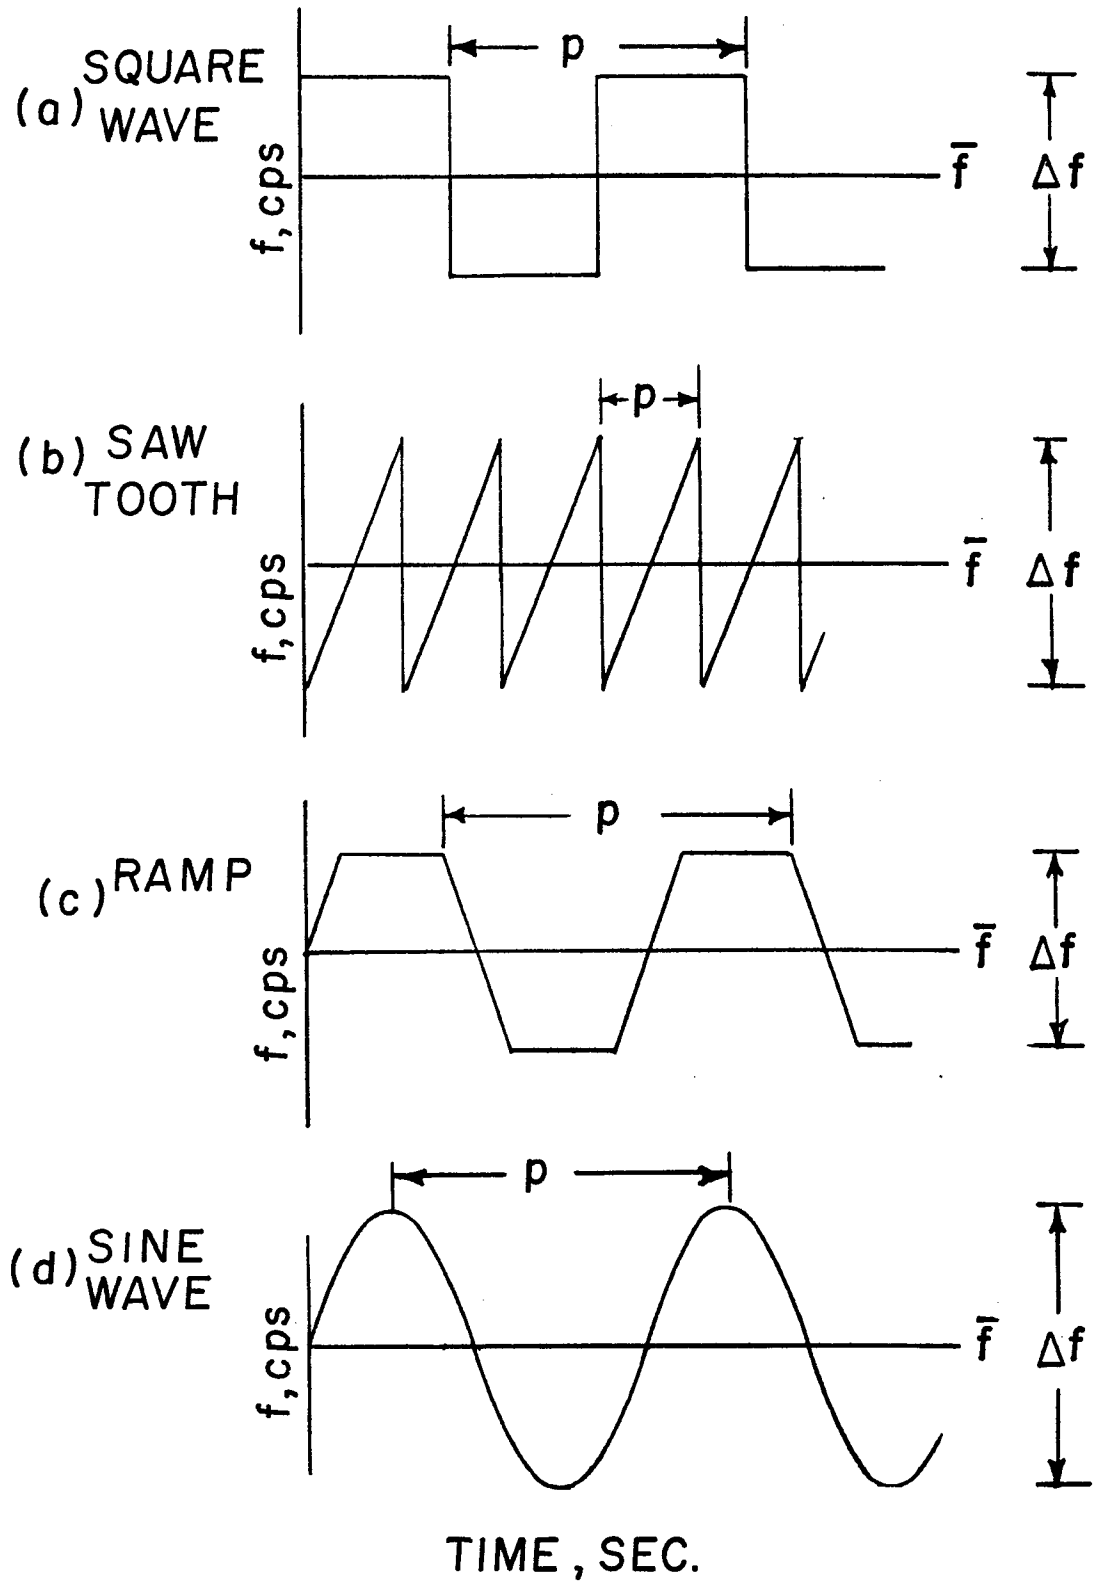 p
(a) SQUARE
WAVE
f, cps
f̄
Δf
p
(b) SAW
TOOTH
f, cps
f̄
Δf
p
(c) RAMP
f, cps
f̄
Δf
p
(d) SINE
WAVE
f, cps
f̄
Δf
TIME, SEC.